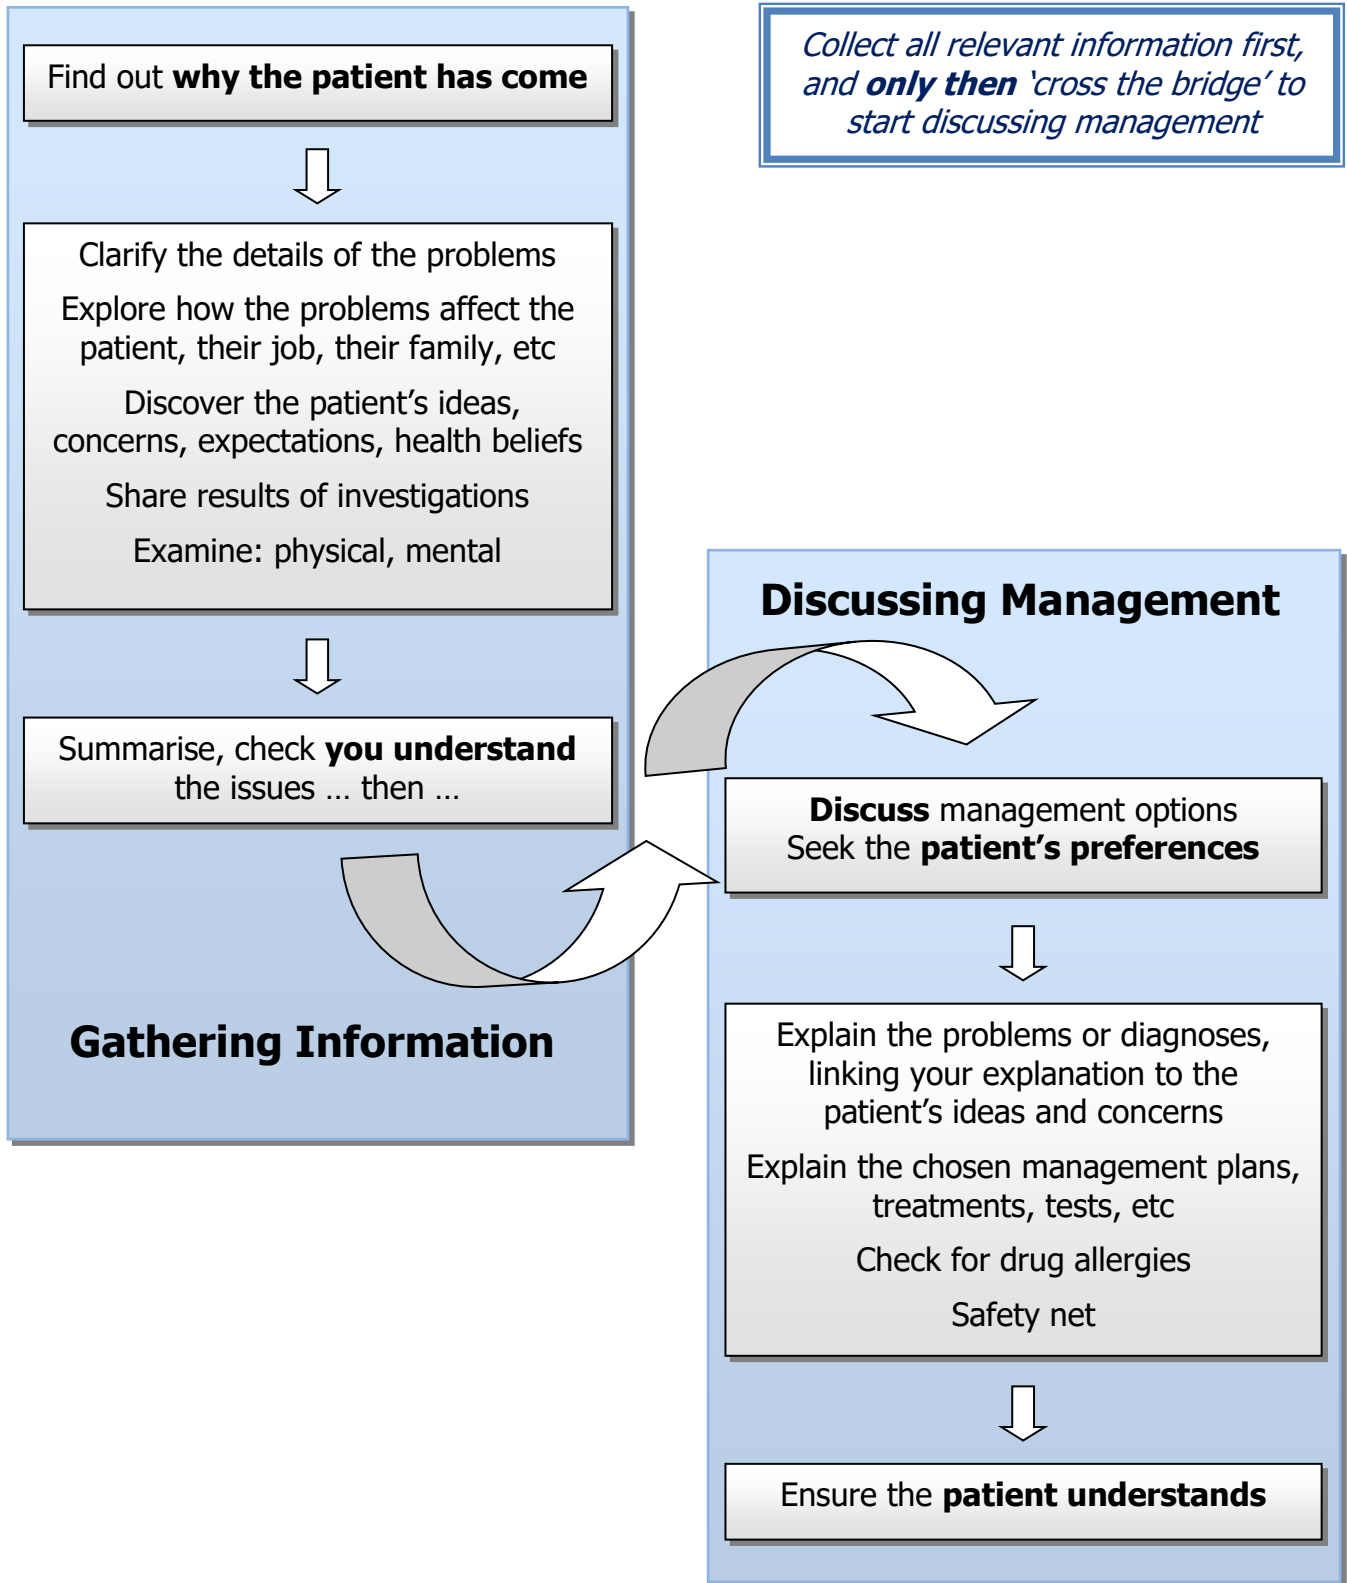 Find out why the patient has come
Clarify the details of the problems
Explore how the problems affect the
patient, their job, their family, etc
Discover the patient’s ideas,
concerns, expectations, health beliefs
Share results of investigations
Examine: physical, mental
Summarise, check you understand
the issues … then …
Gathering Information
Collect all relevant information first,
and only then ‘cross the bridge’ to
start discussing management
Discussing Management
Discuss management options
Seek the patient’s preferences
Explain the problems or diagnoses,
linking your explanation to the
patient’s ideas and concerns
Explain the chosen management plans,
treatments, tests, etc
Check for drug allergies
Safety net
Ensure the patient understands